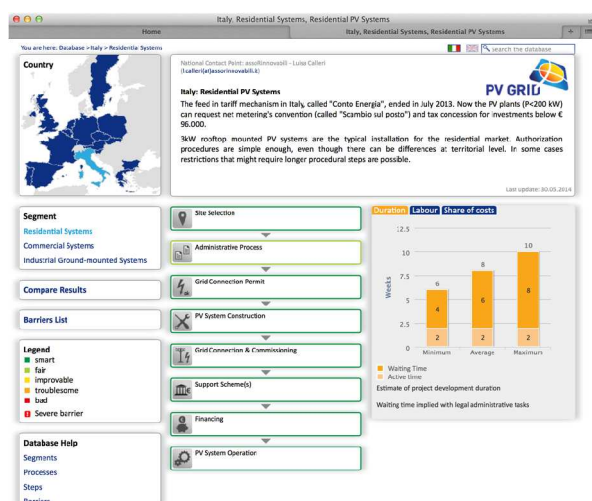 Italy. Residential Systems, Residential PV Systems
Home
Italy, Residential Systems, Residential PV Systems
You are here: Database > Italy > Residential Systems
search the database
Country
National Contact Point: assoRinnovabili - Luisa Calleri
(l.calleri[at]assorinnovabili.it)
PV GRID
Italy: Residential PV Systems
The feed in tariff mechanism in Italy, called "Conto Energia", ended in July 2013. Now the PV plants (P<200 kW)
can request net metering's convention (called "Scambio sul posto") and tax concession for investments below €
96.000.
3kW rooftop mounted PV systems are the typical installation for the residential market. Authorization
procedures are simple enough, even though there can be differences at territorial level. In some cases
restrictions that might require longer procedural steps are possible.
Last update: 30.05.2014
Segment
Residential Systems
Commercial Systems
Industrial Ground-mounted Systems
Compare Results
Barriers List
Legend
smart
fair
improvable
troublesome
bad
Severe barrier
Database Help
Segments
Processes
Steps
Barriers
Site Selection
Administrative Process
Grid Connection Permit
PV System Construction
Grid Connection & Commissioning
Support Scheme(s)
Financing
PV System Operation
Duration Labour Share of costs
12.5
10
7.5
5
2.5
0
Weeks
6
4
2
8
6
2
10
8
2
Minimum Average Maximum
Waiting Time
Active time
Estimate of project development duration
Waiting time implied with legal administrative tasks